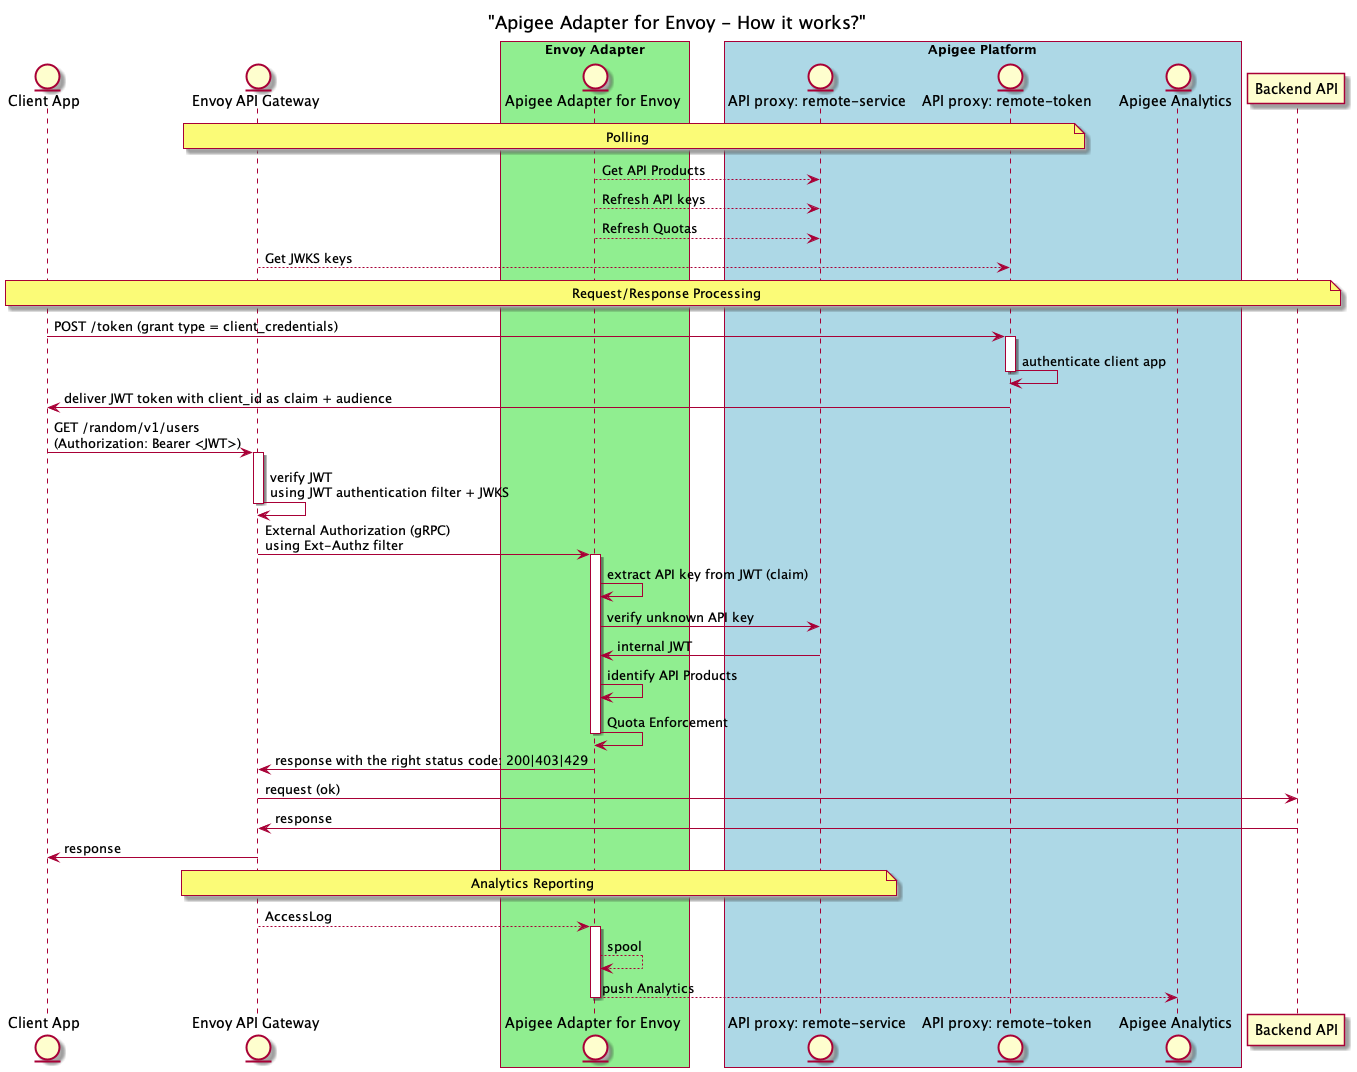 "Apigee Adapter for Envoy - How it works?"
Envoy Adapter
Apigee Platform
Client App
Envoy API Gateway
Apigee Adapter for Envoy
API proxy: remote-service
API proxy: remote-token
Apigee Analytics
Backend API
Polling
Get API Products
Refresh API keys
Refresh Quotas
Get JWKS keys
Request/Response Processing
POST /token (grant type = client_credentials)
authenticate client app
deliver JWT token with client_id as claim + audience
GET /random/v1/users
(Authorization: Bearer <JWT>)
verify JWT
using JWT authentication filter + JWKS
External Authorization (gRPC)
using Ext-Authz filter
extract API key from JWT (claim)
verify unknown API key
internal JWT
identify API Products
Quota Enforcement
response with the right status code: 200|403|429
request (ok)
response
response
Analytics Reporting
AccessLog
spool
push Analytics
Client App
Envoy API Gateway
Apigee Adapter for Envoy
API proxy: remote-service
API proxy: remote-token
Apigee Analytics
Backend API